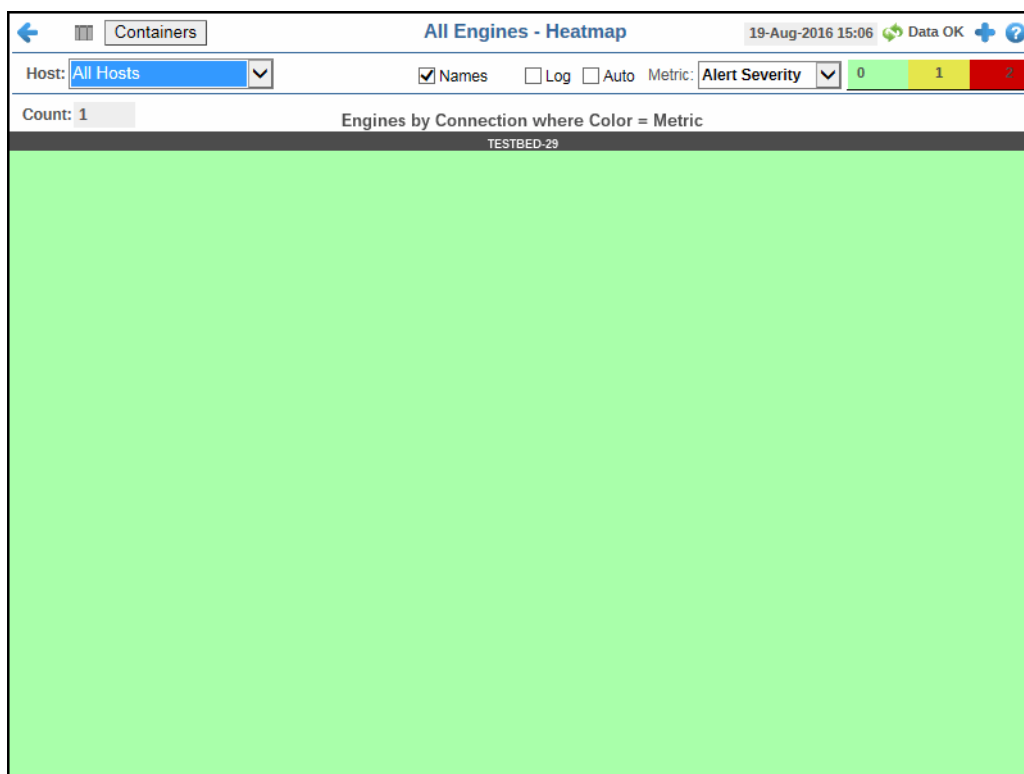 Containers All Engines - Heatmap 19-Aug-2016 15:06 Data OK ?
Host: All Hosts Names Log Auto Metric: Alert Severity 0 1 2
Count: 1
Engines by Connection where Color = Metric
TESTBED-29